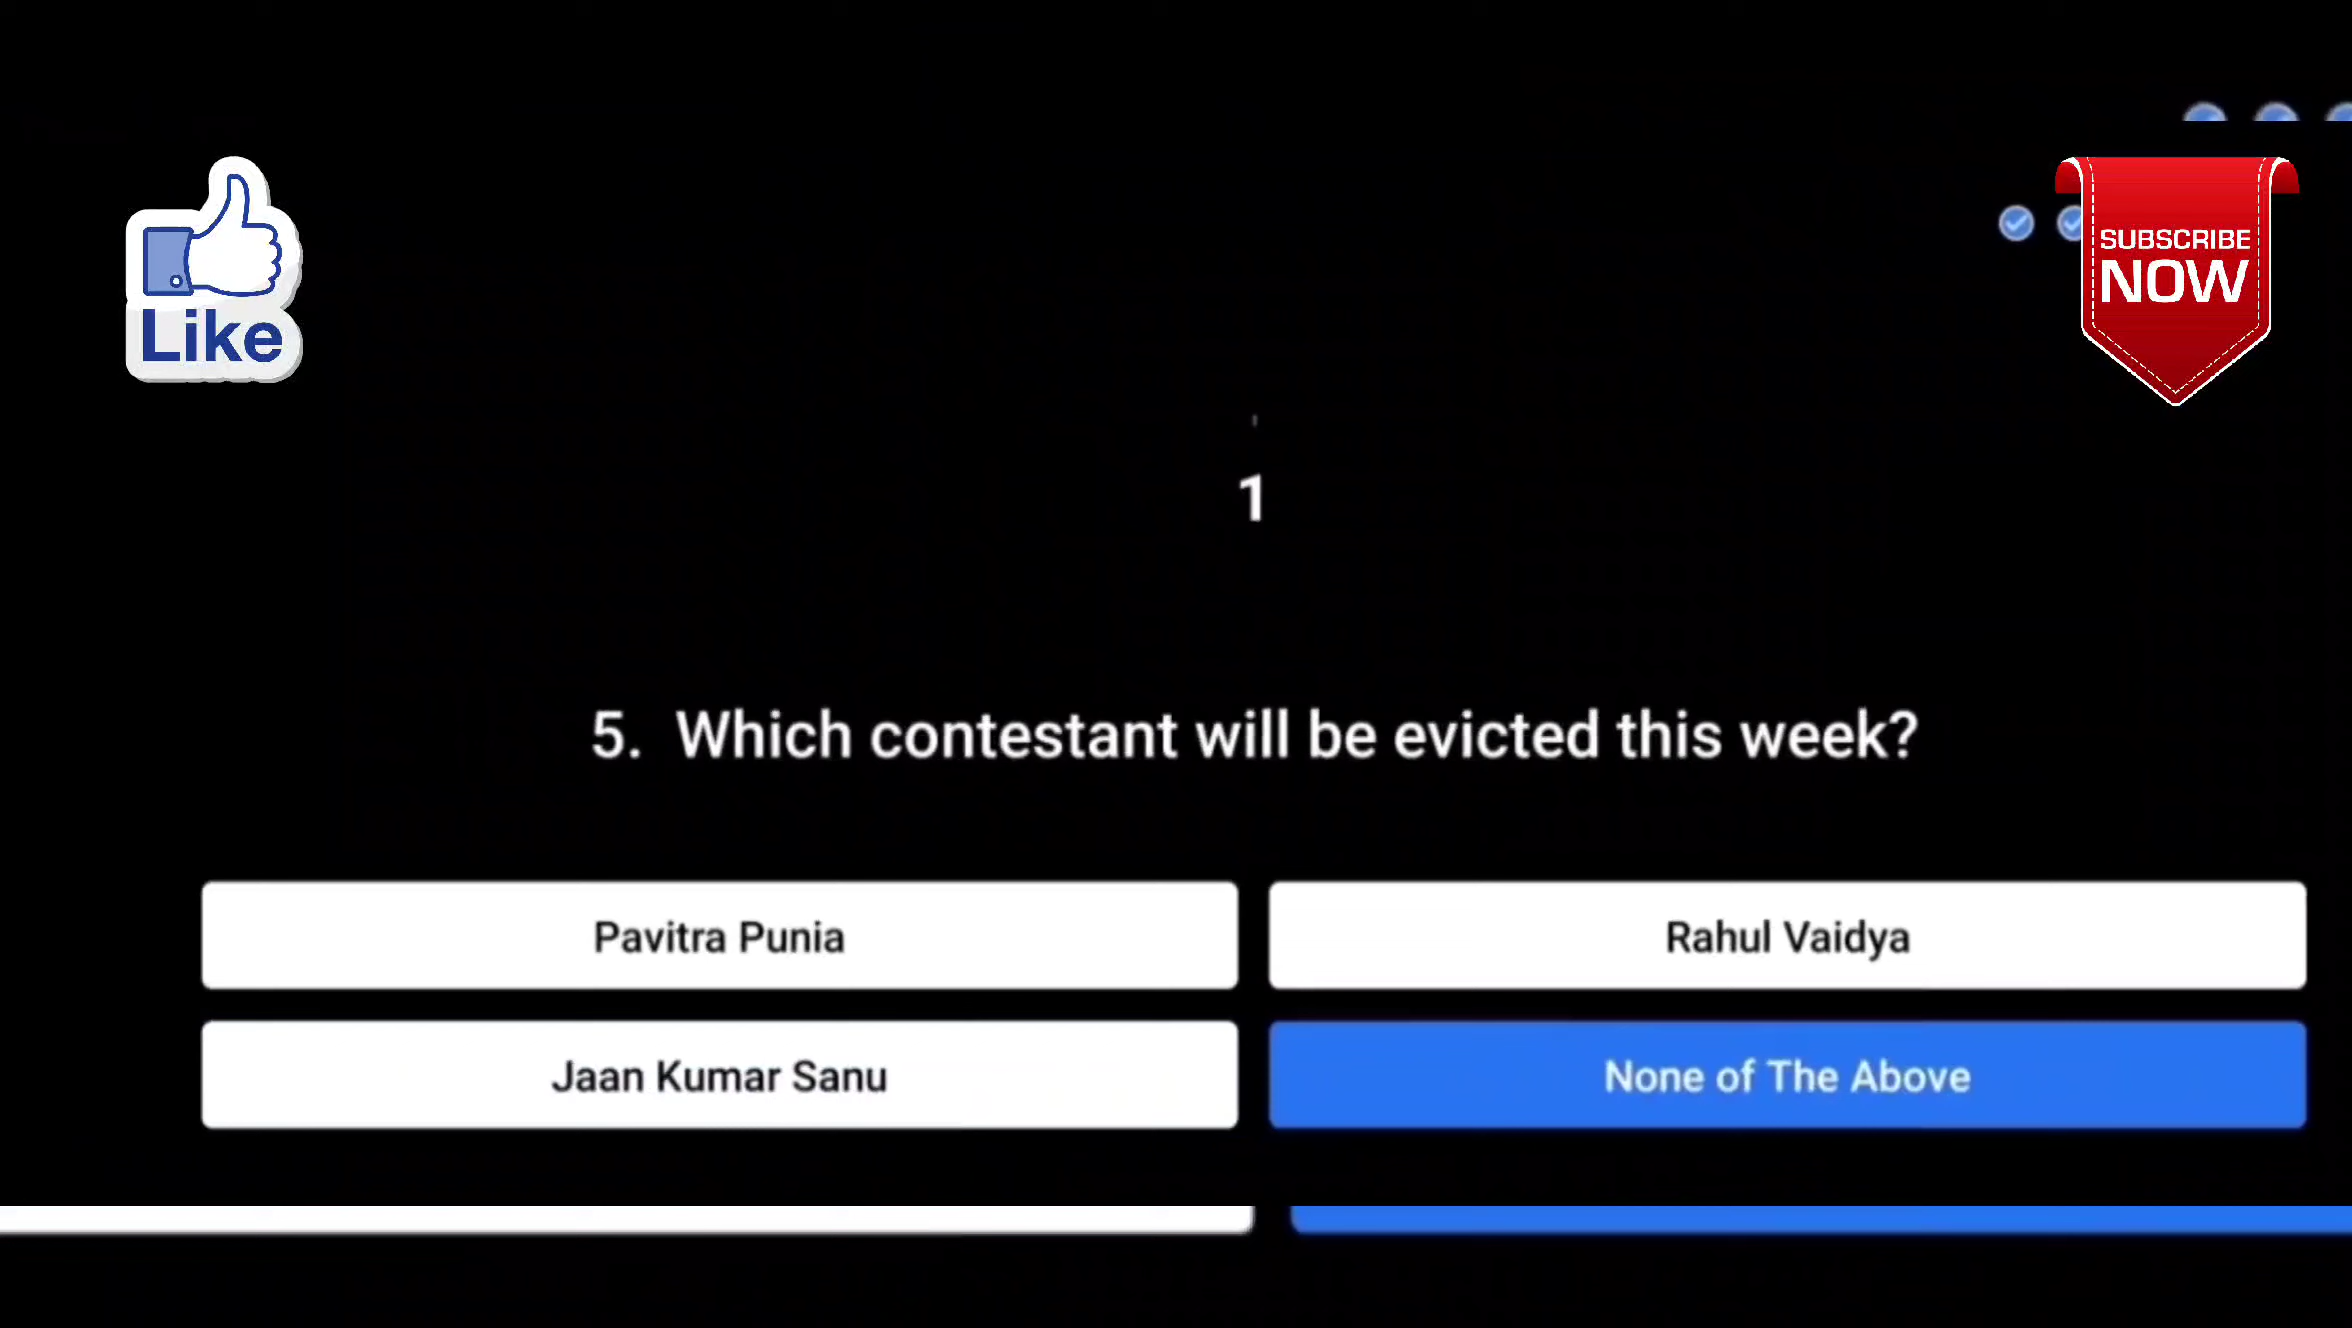 Like
SUBSCRIBE
NOW
1
5. Which contestant will be evicted this week?
Pavitra Punia
Rahul Vaidya
Jaan Kumar Sanu
None of The Above